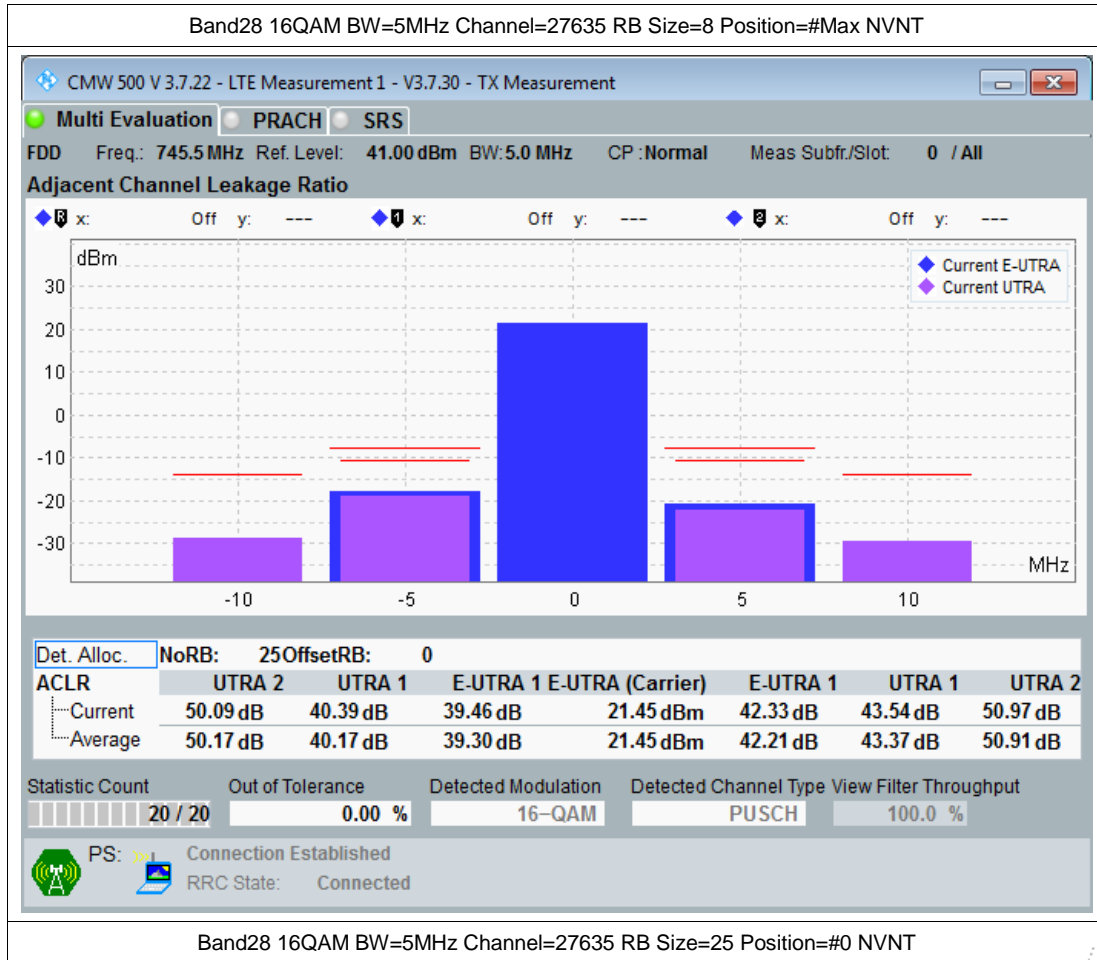 Band28 16QAM BW=5MHz Channel=27635 RB Size=8 Position=#Max NVNT
CMW 500 V 3.7.22 - LTE Measurement 1 - V3.7.30 - TX Measurement
Multi Evaluation PRACH SRS
FDD Freq.: 745.5 MHz Ref. Level: 41.00 dBm BW: 5.0 MHz CP : Normal Meas Subfr./Slot: 0 / All
Adjacent Channel Leakage Ratio
R x: Off y: --- 1 x: Off y: --- 2 x: Off y: ---
dBm
Current E-UTRA
Current UTRA
30
20
10
0
-10
-20
-30
MHz
-10 -5 0 5 10
Det. Alloc. NoRB: 25 OffsetRB: 0
ACLR UTRA 2 UTRA 1 E-UTRA 1 E-UTRA (Carrier) E-UTRA 1 UTRA 1 UTRA 2
Current 50.09 dB 40.39 dB 39.46 dB 21.45 dBm 42.33 dB 43.54 dB 50.97 dB
Average 50.17 dB 40.17 dB 39.30 dB 21.45 dBm 42.21 dB 43.37 dB 50.91 dB
Statistic Count Out of Tolerance Detected Modulation Detected Channel Type View Filter Throughput
20 / 20 0.00 % 16-QAM PUSCH 100.0 %
PS: Connection Established
RRC State: Connected
Band28 16QAM BW=5MHz Channel=27635 RB Size=25 Position=#0 NVNT